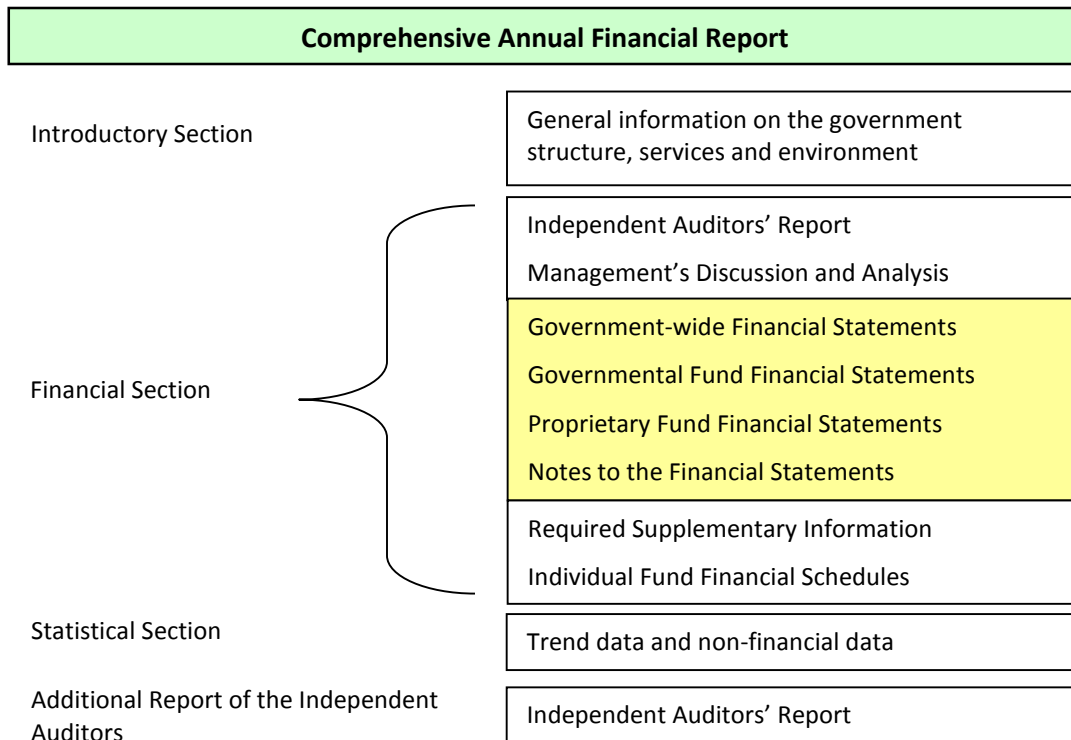 Comprehensive Annual Financial Report
Introductory Section
General information on the government
structure, services and environment
Financial Section
Independent Auditors’ Report
Management’s Discussion and Analysis
Government-wide Financial Statements
Governmental Fund Financial Statements
Proprietary Fund Financial Statements
Notes to the Financial Statements
Required Supplementary Information
Individual Fund Financial Schedules
Statistical Section
Trend data and non-financial data
Additional Report of the Independent
Auditors
Independent Auditors’ Report